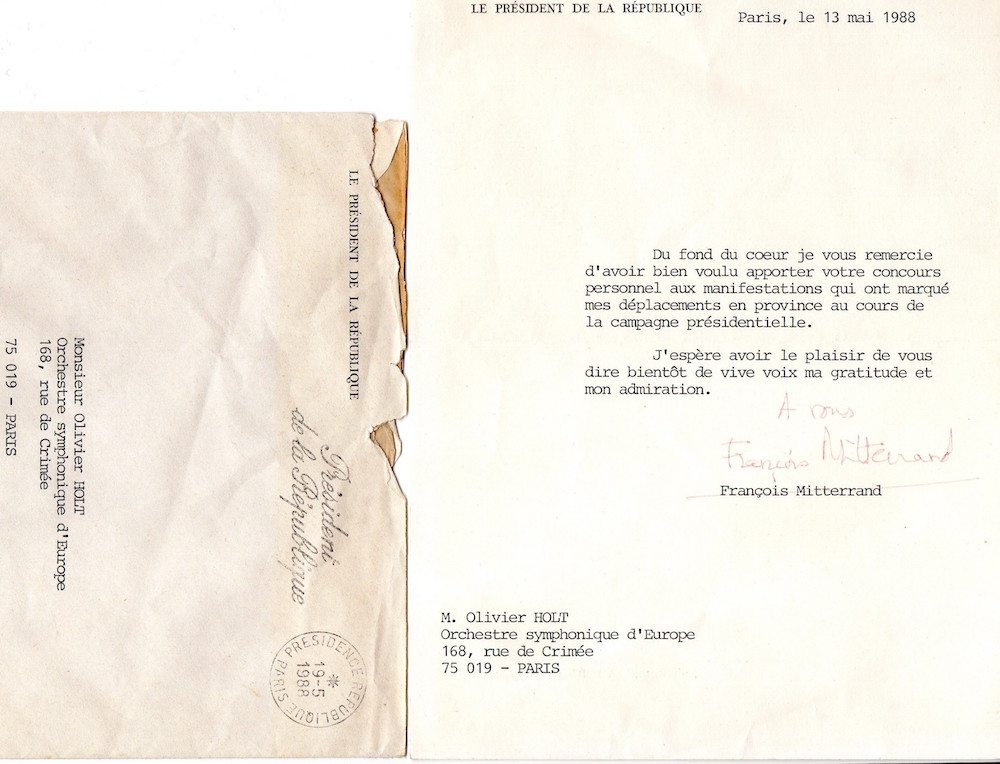 LE PRÉSIDENT DE LA RÉPUBLIQUE
Paris, le 13 mai 1988
Du fond du coeur je vous remercie
d'avoir bien voulu apporter votre concours
personnel aux manifestations qui ont marqué
mes déplacements en province au cours de
la campagne présidentielle.
J'espère avoir le plaisir de vous
dire bientôt de vive voix ma gratitude et
mon admiration.
A vous
François Mitterrand
François Mitterrand
M. Olivier HOLT
Orchestre symphonique d'Europe
168, rue de Crimée
75 019 - PARIS
LE PRÉSIDENT DE LA RÉPUBLIQUE
Président
de la République
PRESIDENCE REPUBLIQUE PARIS
*
19-5
1988
Monsieur Olivier HOLT
Orchestre symphonique d'Europe
168, rue de Crimée
75 019 - PARIS